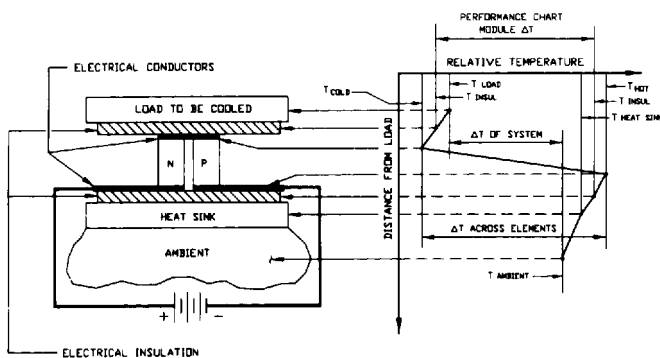 PERFORMANCE CHART
MODULE ΔT
RELATIVE TEMPERATURE
ELECTRICAL CONDUCTORS
T COLD
T LOAD
T INSUL
T HOT
T INSUL
T HEAT SINK
LOAD TO BE COOLED
ΔT OF SYSTEM
N P
DISTANCE FROM LOAD
HEAT SINK
ΔT ACROSS ELEMENTS
AMBIENT
T AMBIENT
+ −
ELECTRICAL INSULATION